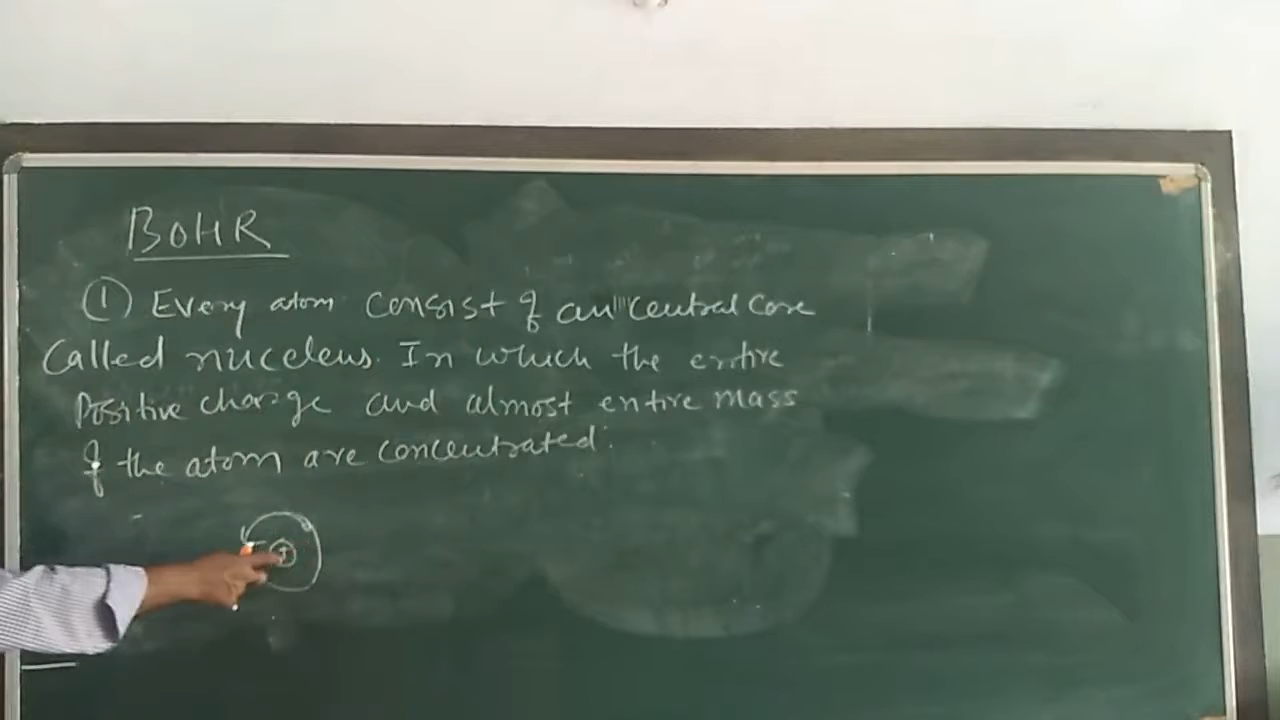 BOHR
① Every atom consist of an central core
Called nuceleus. In which the entire
Positive charge and almost entire mass
of the atom are concentrated.
+